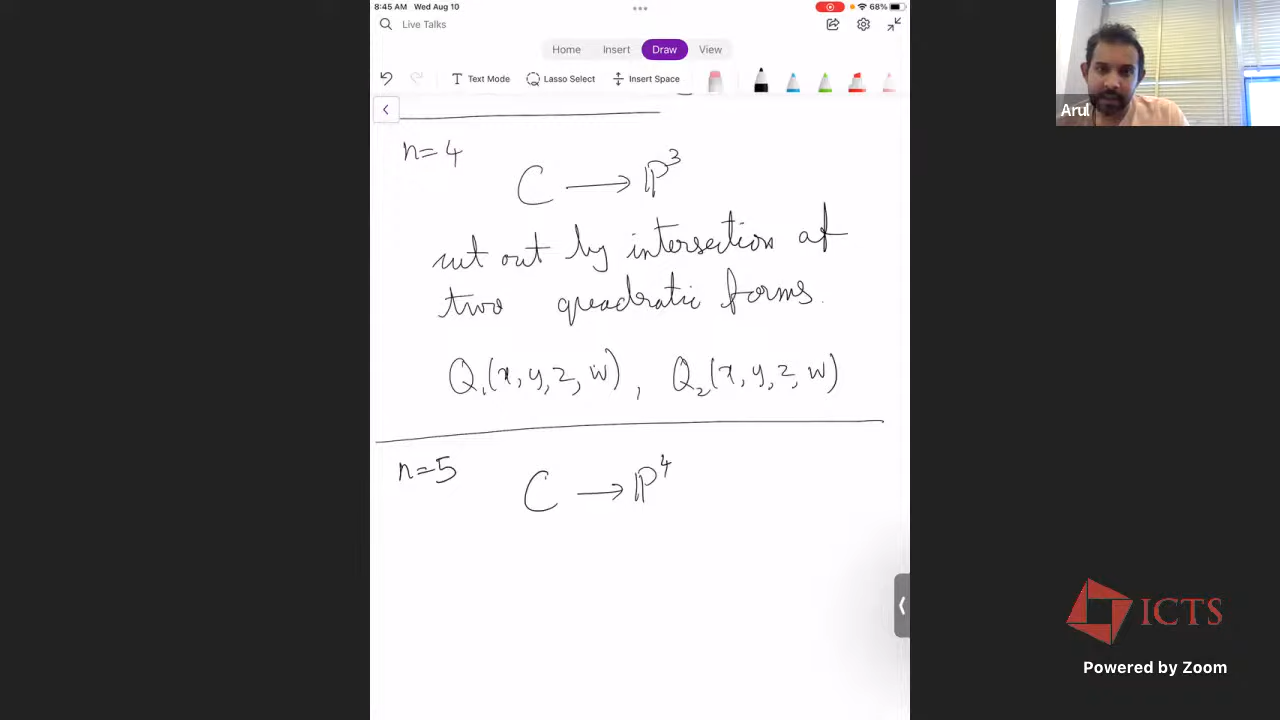 8:45 AM Wed Aug 10
68%
Live Talks
Home Insert Draw View
Text Mode Lasso Select Insert Space
n=4
C → ℙ³
cut out by intersection of
two quadratic forms.
Q₁(x, y, z, w), Q₂(x, y, z, w)
n=5
C → ℙ⁴
Arul
ICTS
Powered by Zoom